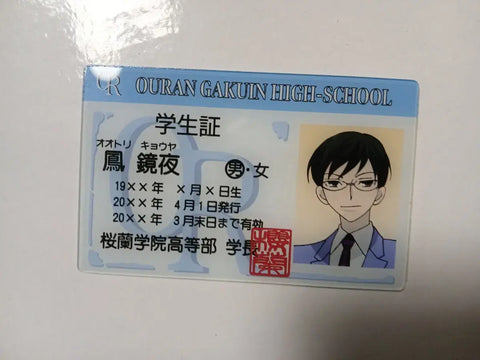 OR OURAN GAKUIN HIGH-SCHOOL
学生証
オオトリ キョウヤ
鳳 鏡夜
男・女
19××年 ×月×日生
20××年 4月1日発行
20××年 3月末日まで有効
桜蘭学院高等部 学長